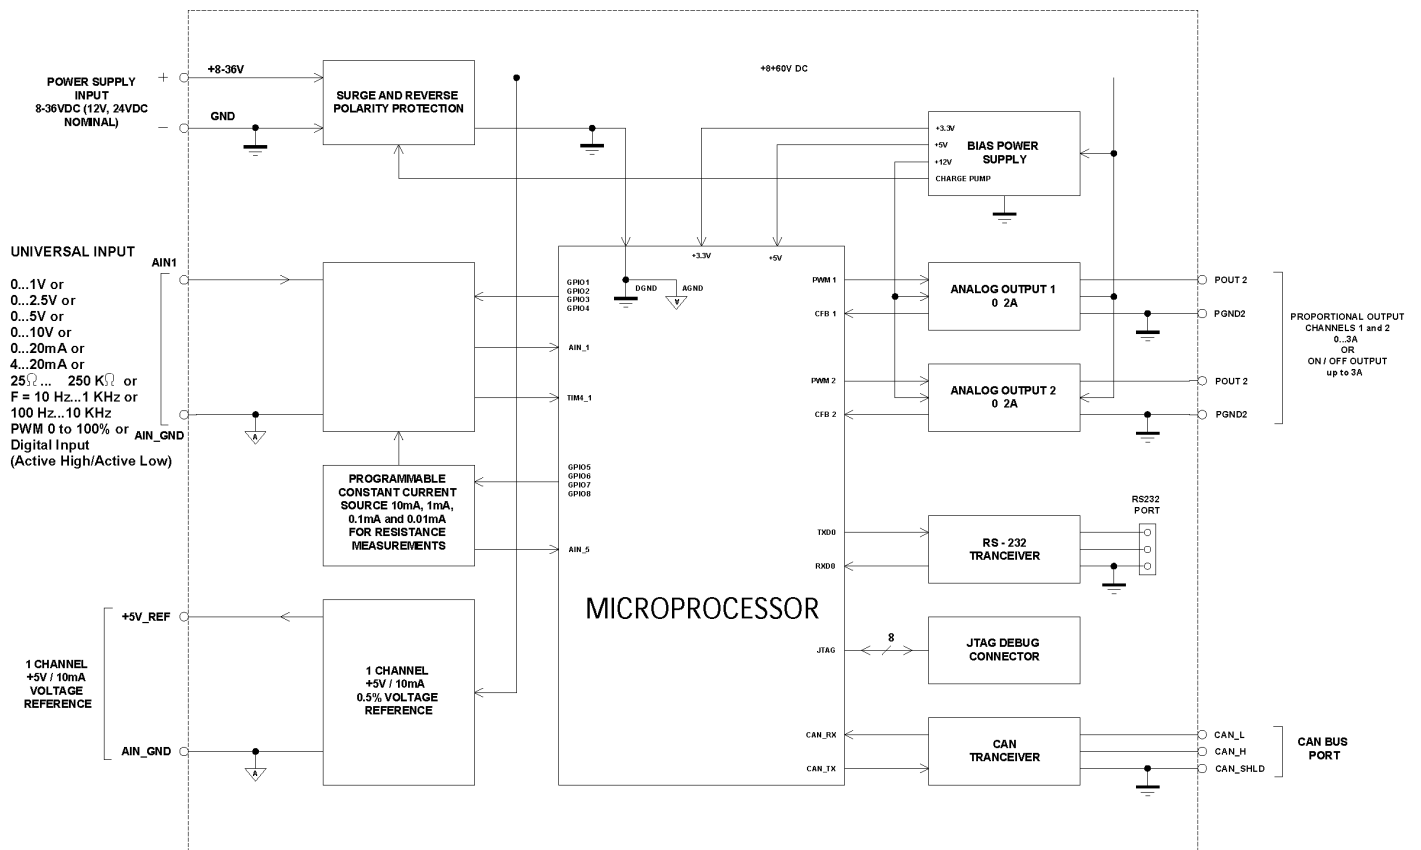 POWER SUPPLY
INPUT
8-36VDC (12V, 24VDC
NOMINAL)
+
−
+8-36V
GND
SURGE AND REVERSE
POLARITY PROTECTION
+8+60V DC
+3.3V
+5V
+12V
CHARGE PUMP
BIAS POWER
SUPPLY
UNIVERSAL INPUT
0...1V or
0...2.5V or
0...5V or
0...10V or
0...20mA or
4...20mA or
25Ω ... 250 KΩ or
F = 10 Hz...1 KHz or
100 Hz...10 KHz
PWM 0 to 100% or
Digital Input
(Active High/Active Low)
AIN1
AIN_GND
A
GPIO1
GPIO2
GPIO3
GPIO4
AIN_1
TIM4_1
GPIO5
GPIO6
GPIO7
GPIO8
AIN_5
PROGRAMMABLE
CONSTANT CURRENT
SOURCE 10mA, 1mA,
0.1mA and 0.01mA
FOR RESISTANCE
MEASUREMENTS
+3.3V
+5V
DGND
AGND
A
MICROPROCESSOR
PWM 1
CFB 1
PWM 2
CFB 2
TXD0
RXD0
JTAG
CAN_RX
CAN_TX
ANALOG OUTPUT 1
0 2A
ANALOG OUTPUT 2
0 2A
POUT 2
PGND2
POUT 2
PGND2
PROPORTIONAL OUTPUT
CHANNELS 1 and 2
0...3A
OR
ON / OFF OUTPUT
up to 3A
RS - 232
TRANCEIVER
RS232
PORT
8
JTAG DEBUG
CONNECTOR
CAN
TRANCEIVER
CAN_L
CAN_H
CAN_SHLD
CAN BUS
PORT
1 CHANNEL
+5V / 10mA
VOLTAGE
REFERENCE
+5V_REF
AIN_GND
A
1 CHANNEL
+5V / 10mA
0.5% VOLTAGE
REFERENCE